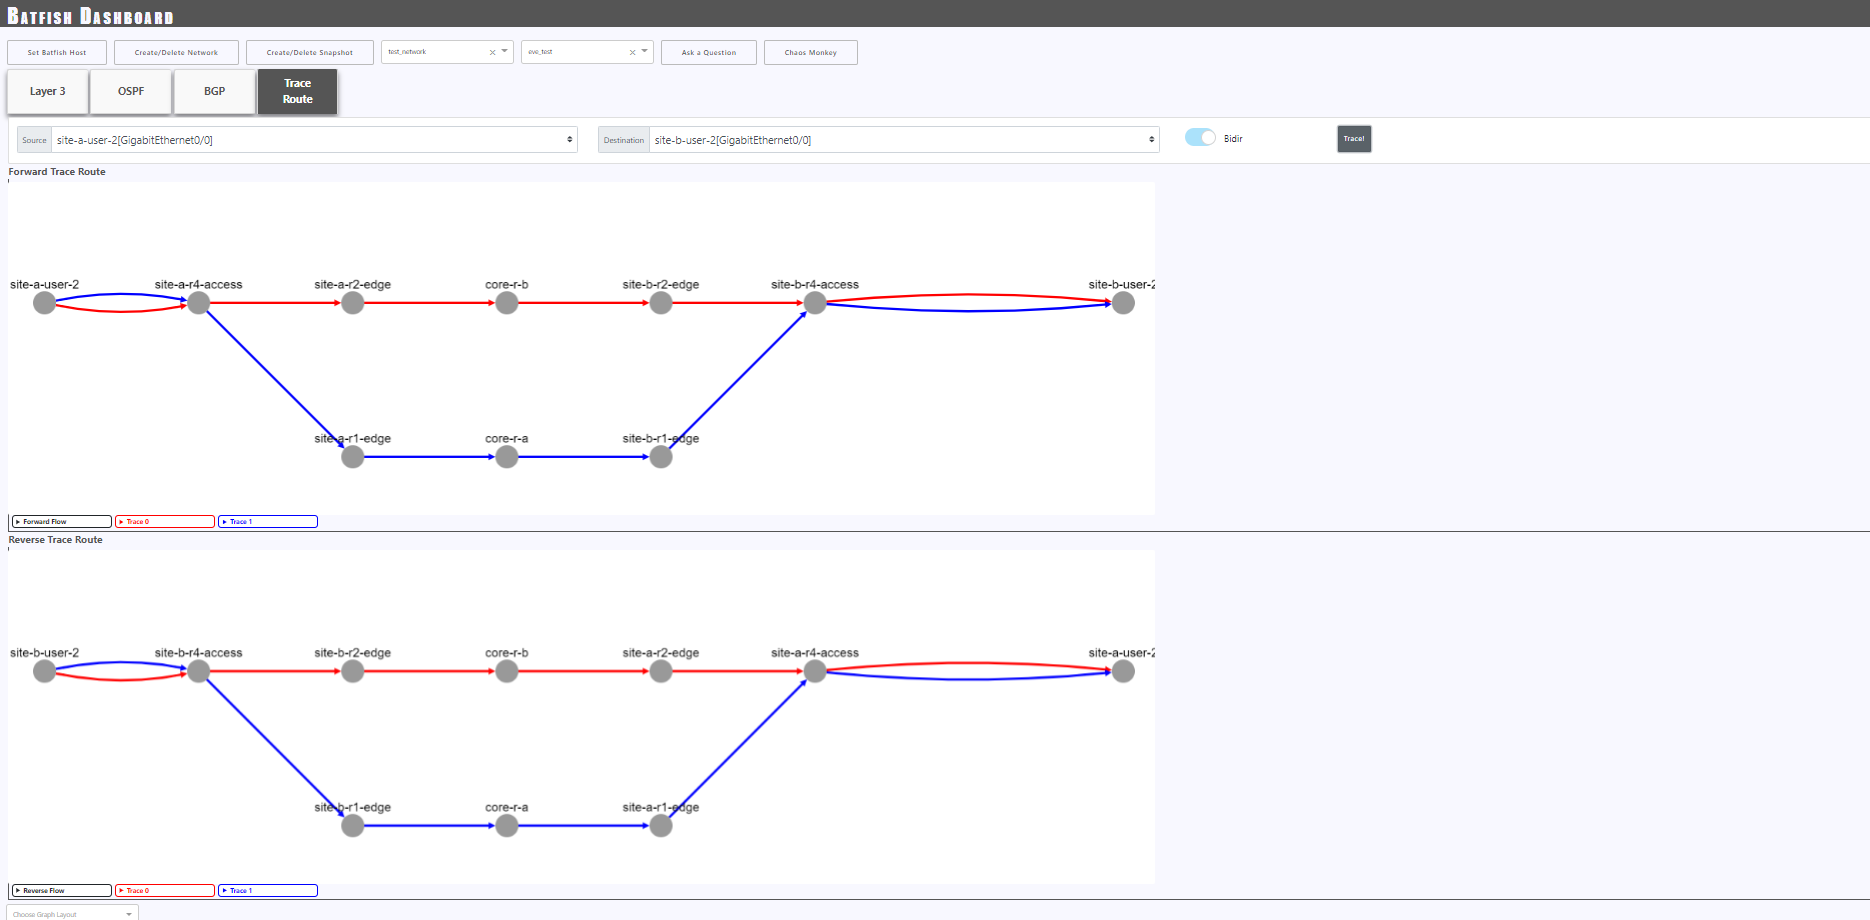 Batfish Dashboard
Set Batfish Host
Create/Delete Network
Create/Delete Snapshot
test_network
eve_test
Ask a Question
Chaos Monkey
Layer 3
OSPF
BGP
Trace
Route
Source
site-a-user-2[GigabitEthernet0/0]
Destination
site-b-user-2[GigabitEthernet0/0]
Bidir
Trace!
Forward Trace Route
site-a-user-2
site-a-r4-access
site-a-r2-edge
core-r-b
site-b-r2-edge
site-b-r4-access
site-b-user-2
site-a-r1-edge
core-r-a
site-b-r1-edge
Forward Flow
Trace 0
Trace 1
Reverse Trace Route
site-b-user-2
site-b-r4-access
site-b-r2-edge
core-r-b
site-a-r2-edge
site-a-r4-access
site-a-user-2
site-b-r1-edge
core-r-a
site-a-r1-edge
Reverse Flow
Trace 0
Trace 1
Choose Graph Layout